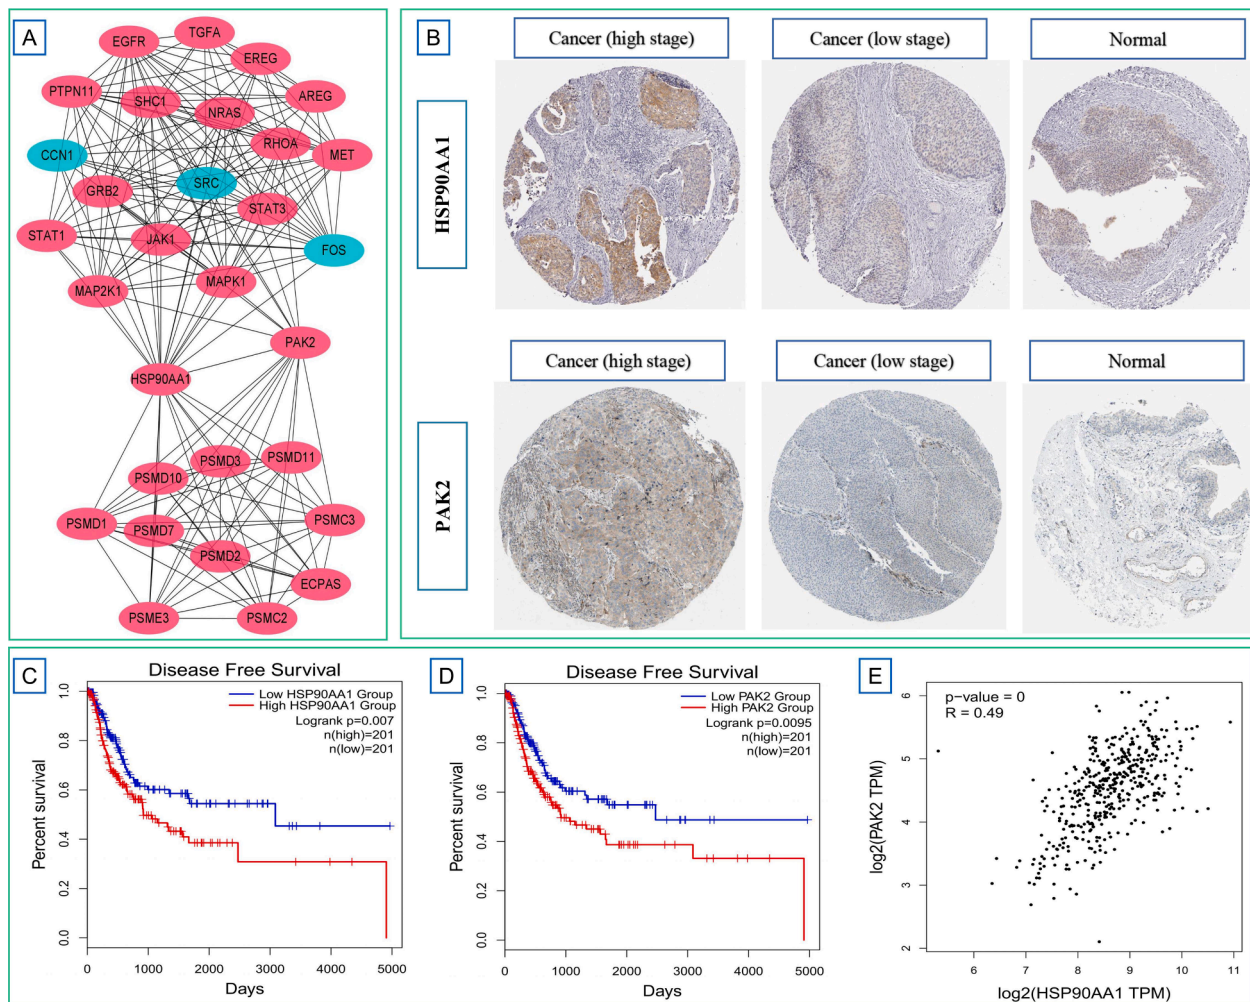 A
EGFR
TGFA
EREG
PTPN11
SHC1
NRAS
AREG
CCN1
RHOA
MET
GRB2
SRC
STAT3
STAT1
JAK1
FOS
MAP2K1
MAPK1
PAK2
HSP90AA1
PSMD3
PSMD11
PSMD10
PSMD1
PSMD7
PSMC3
PSMD2
ECPAS
PSME3
PSMC2
B
Cancer (high stage)
Cancer (low stage)
Normal
HSP90AA1
Cancer (high stage)
Cancer (low stage)
Normal
PAK2
C
Disease Free Survival
Low HSP90AA1 Group
High HSP90AA1 Group
Logrank p=0.007
n(high)=201
n(low)=201
Percent survival
1.0
0.8
0.6
0.4
0.2
0.0
0 1000 2000 3000 4000 5000
Days
D
Disease Free Survival
Low PAK2 Group
High PAK2 Group
Logrank p=0.0095
n(high)=201
n(low)=201
Percent survival
1.0
0.8
0.6
0.4
0.2
0.0
0 1000 2000 3000 4000 5000
Days
E
p−value = 0
R = 0.49
log2(PAK2 TPM)
6
5
4
3
2
6 7 8 9 10 11
log2(HSP90AA1 TPM)